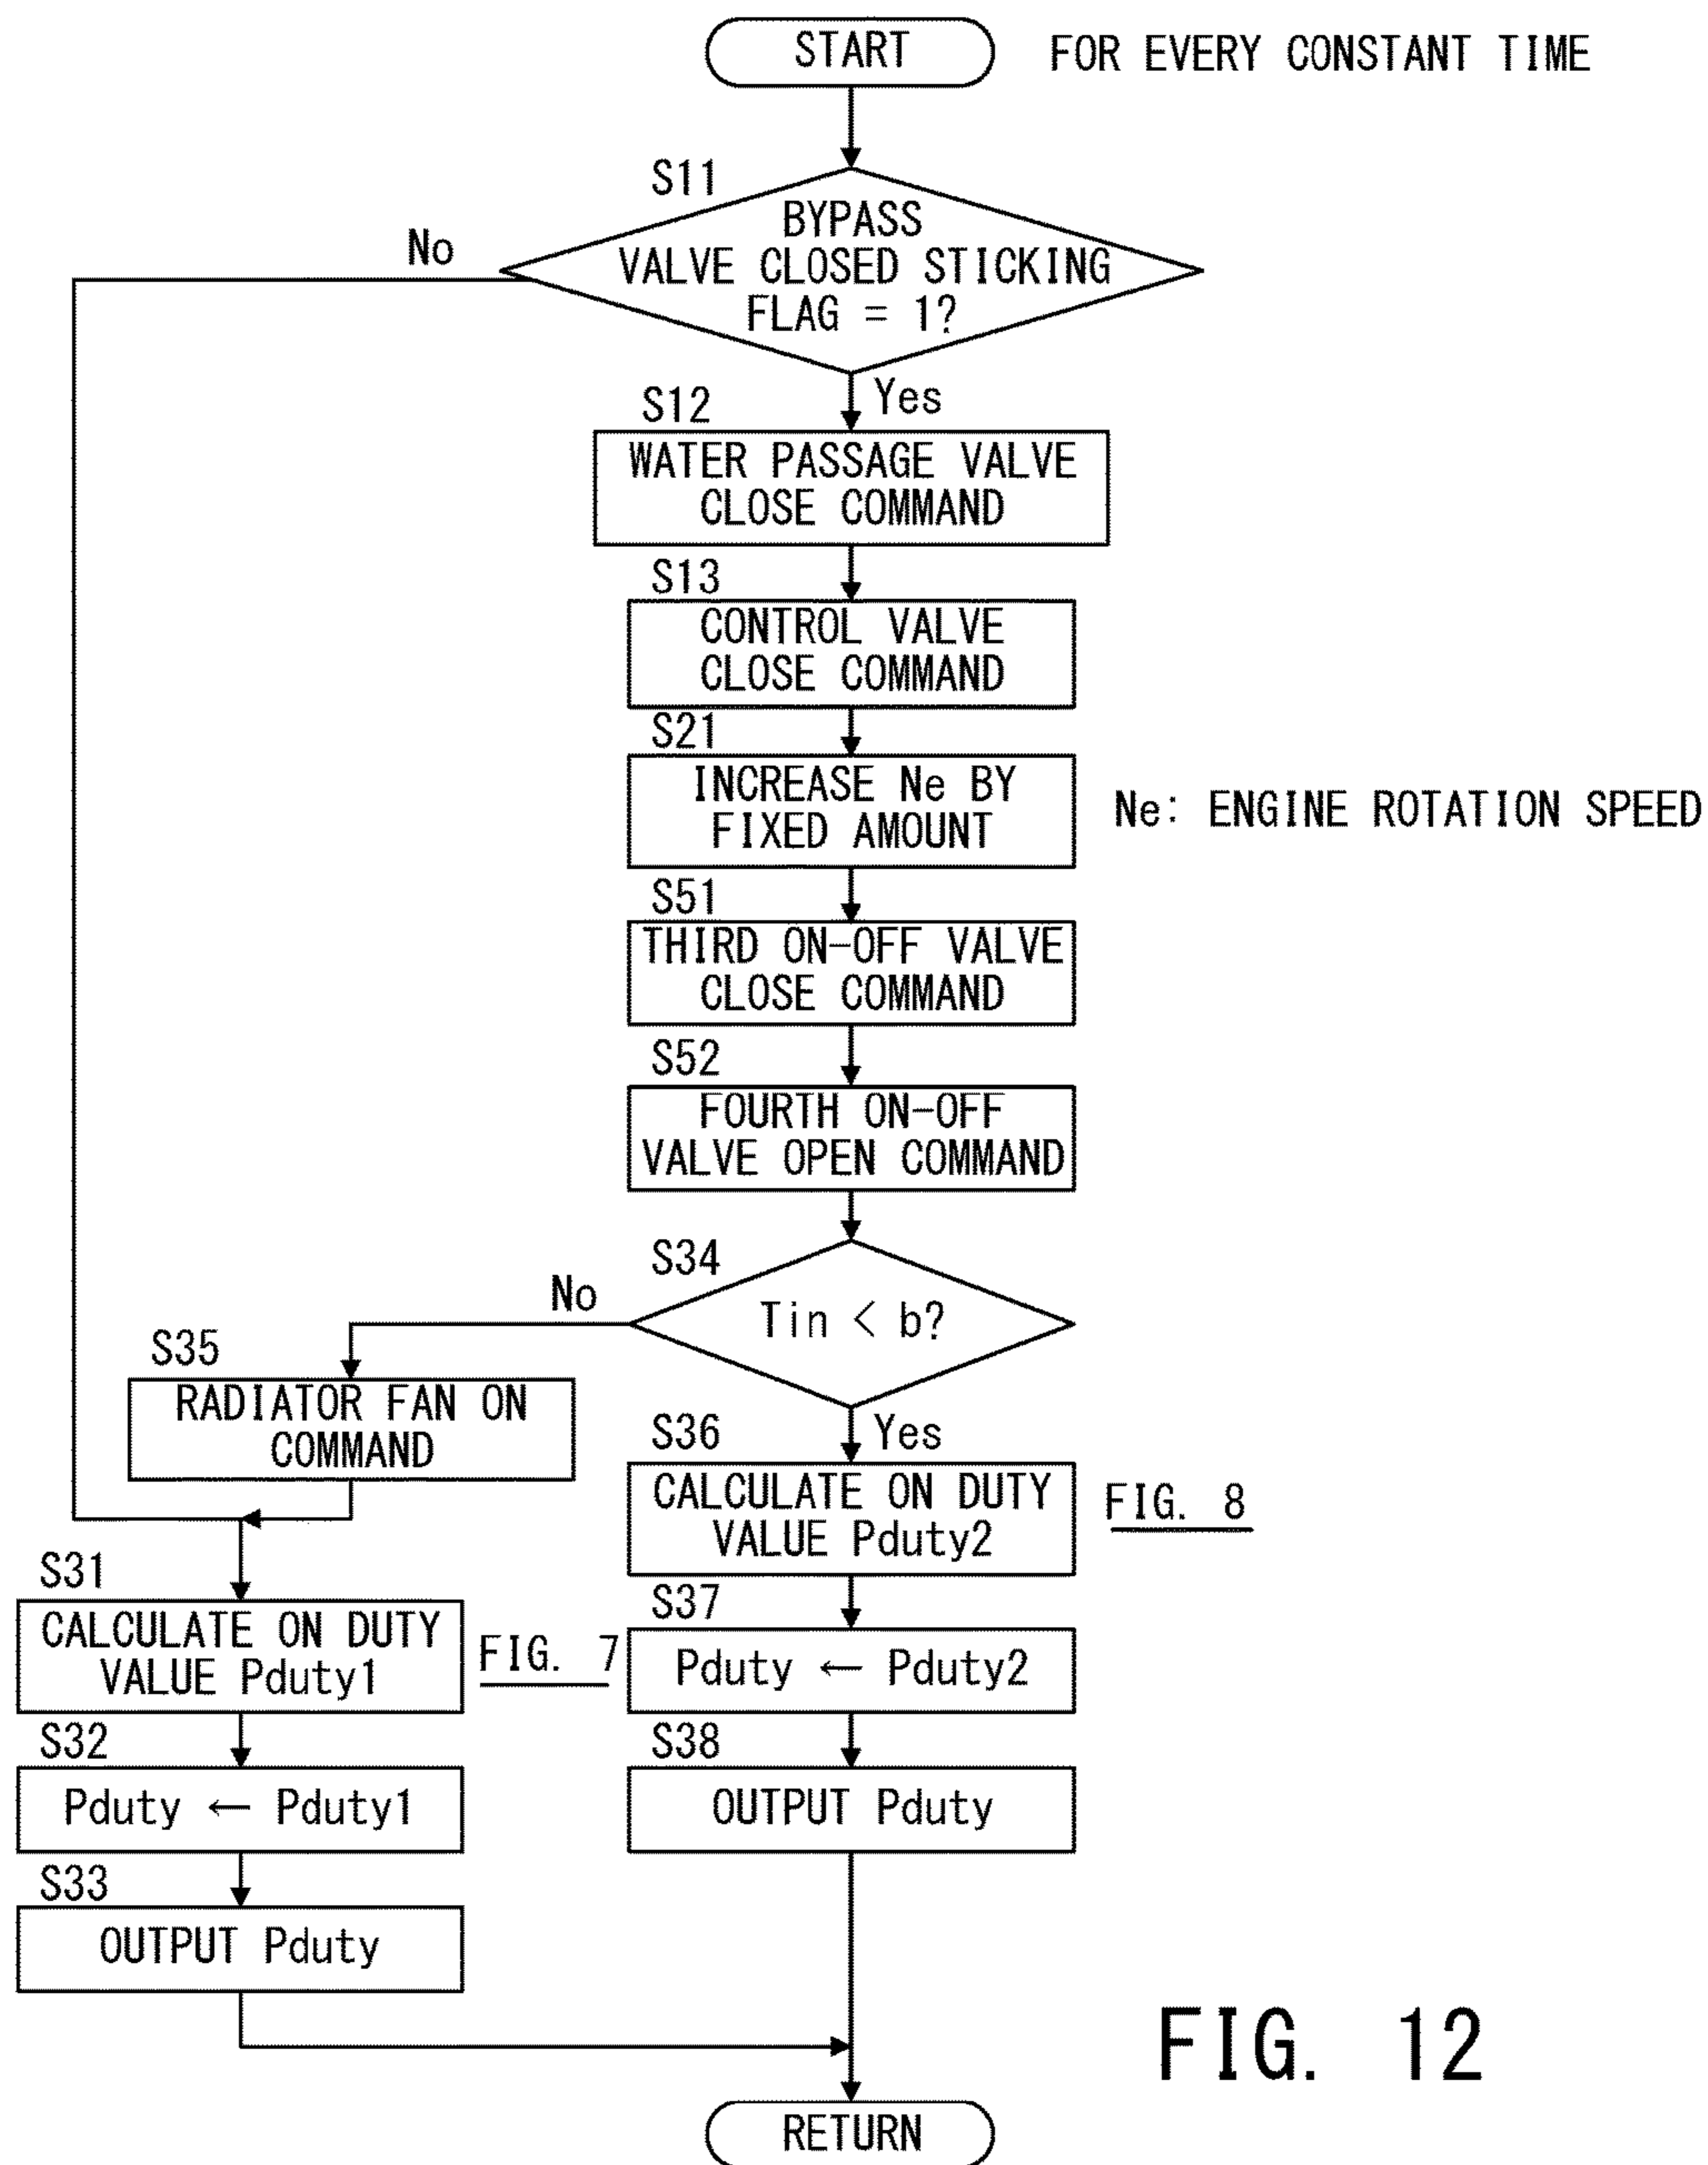 START
FOR EVERY CONSTANT TIME
S11
BYPASS
VALVE CLOSED STICKING
FLAG = 1?
No
Yes
S12
WATER PASSAGE VALVE
CLOSE COMMAND
S13
CONTROL VALVE
CLOSE COMMAND
S21
INCREASE Ne BY
FIXED AMOUNT
Ne: ENGINE ROTATION SPEED
S51
THIRD ON-OFF VALVE
CLOSE COMMAND
S52
FOURTH ON-OFF
VALVE OPEN COMMAND
S34
Tin < b?
No
Yes
S35
RADIATOR FAN ON
COMMAND
S36
CALCULATE ON DUTY
VALUE Pduty2
FIG. 8
S31
CALCULATE ON DUTY
VALUE Pduty1
FIG. 7
S37
Pduty ← Pduty2
S32
Pduty ← Pduty1
S38
OUTPUT Pduty
S33
OUTPUT Pduty
RETURN
FIG. 12